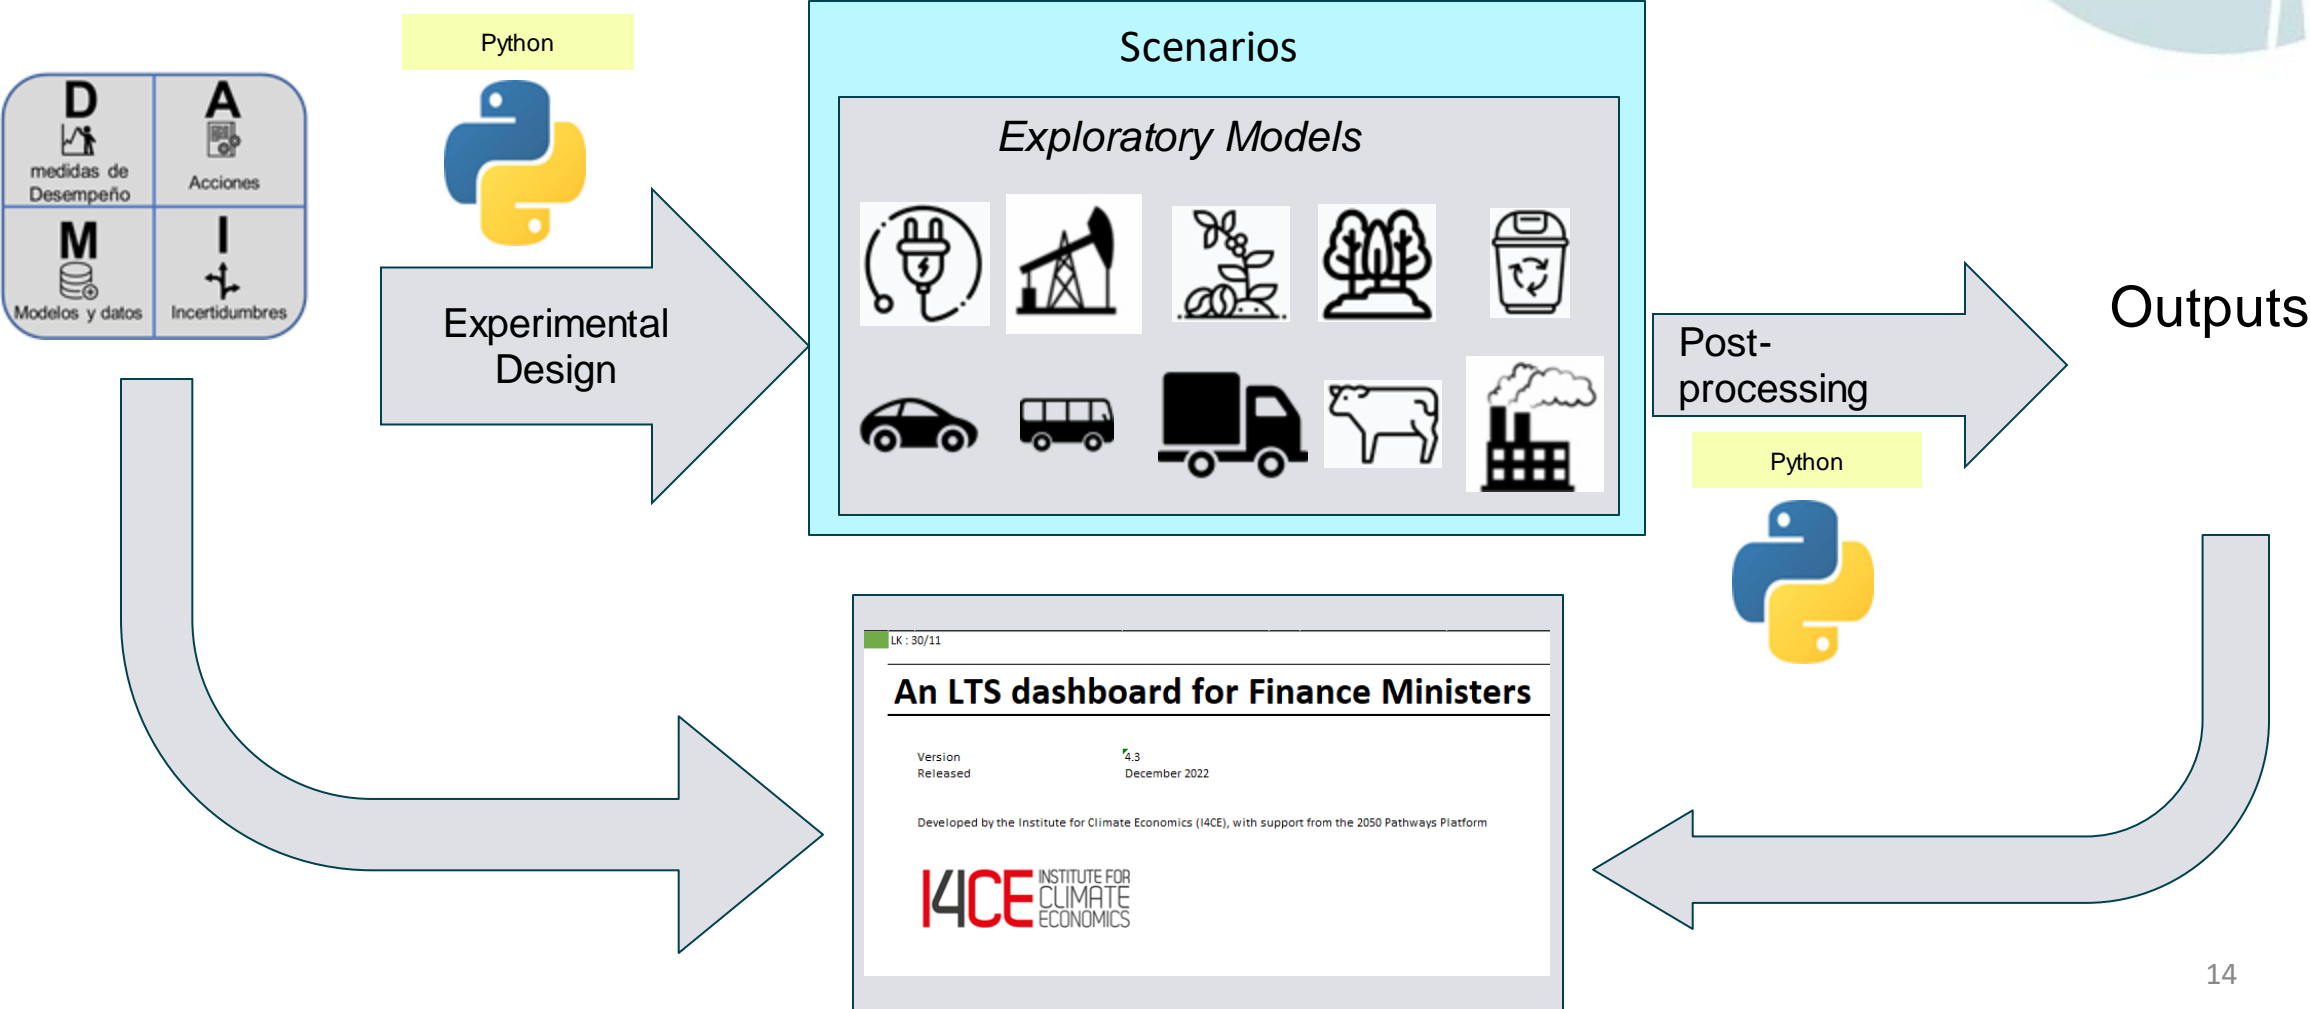 Python
Scenarios
D
medidas de
Desempeño
A
Acciones
M
Modelos y datos
I
Incertidumbres
Experimental
Design
Exploratory Models
Post-
processing
Python
Outputs
LK : 30/11
An LTS dashboard for Finance Ministers
Version 4.3
Released December 2022
Developed by the Institute for Climate Economics (I4CE), with support from the 2050 Pathways Platform
I4CE INSTITUTE FOR
CLIMATE
ECONOMICS
14